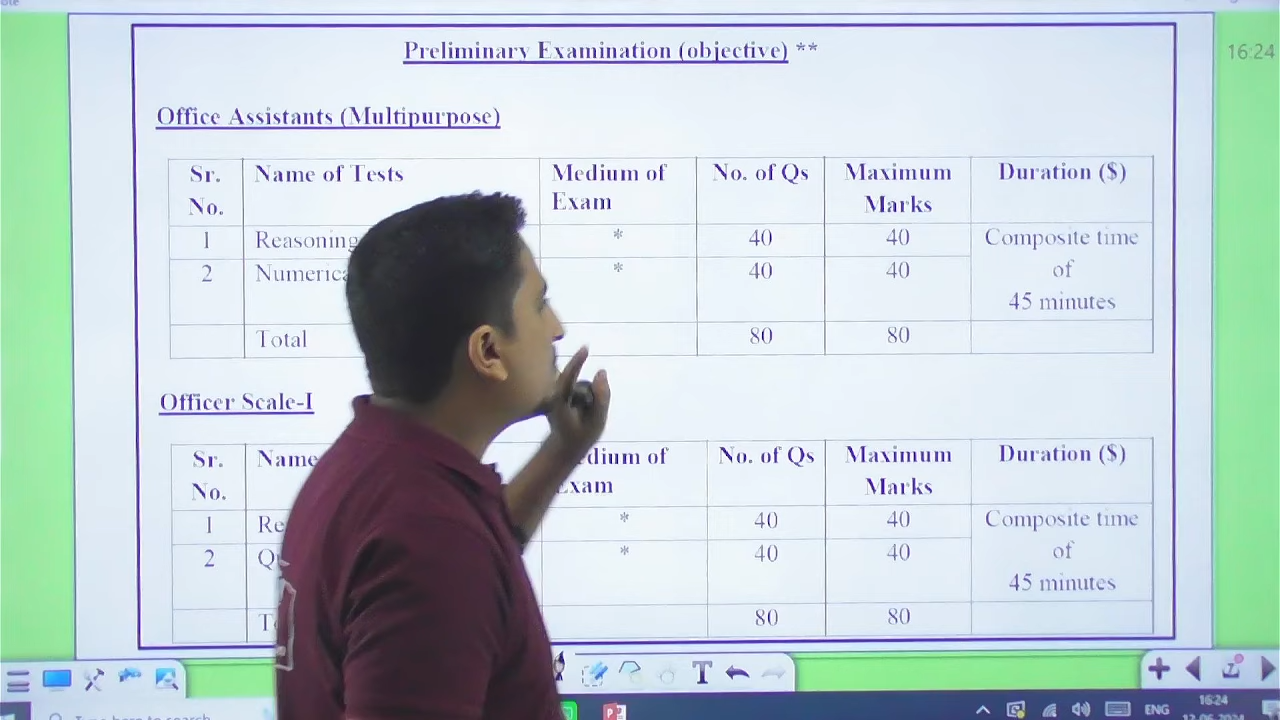 Preliminary Examination (objective) **
16:24
Office Assistants (Multipurpose)
Sr. No. Name of Tests Medium of Exam No. of Qs Maximum Marks Duration ($)
1 Reasoning * 40 40 Composite time of 45 minutes
2 * 40 40
Total 80 80
Officer Scale-I
Sr. No. Name of Exam No. of Qs Maximum Marks Duration ($)
1 * 40 40 Composite time of 45 minutes
2 * 40 40
80 80
T
ENG
16:24